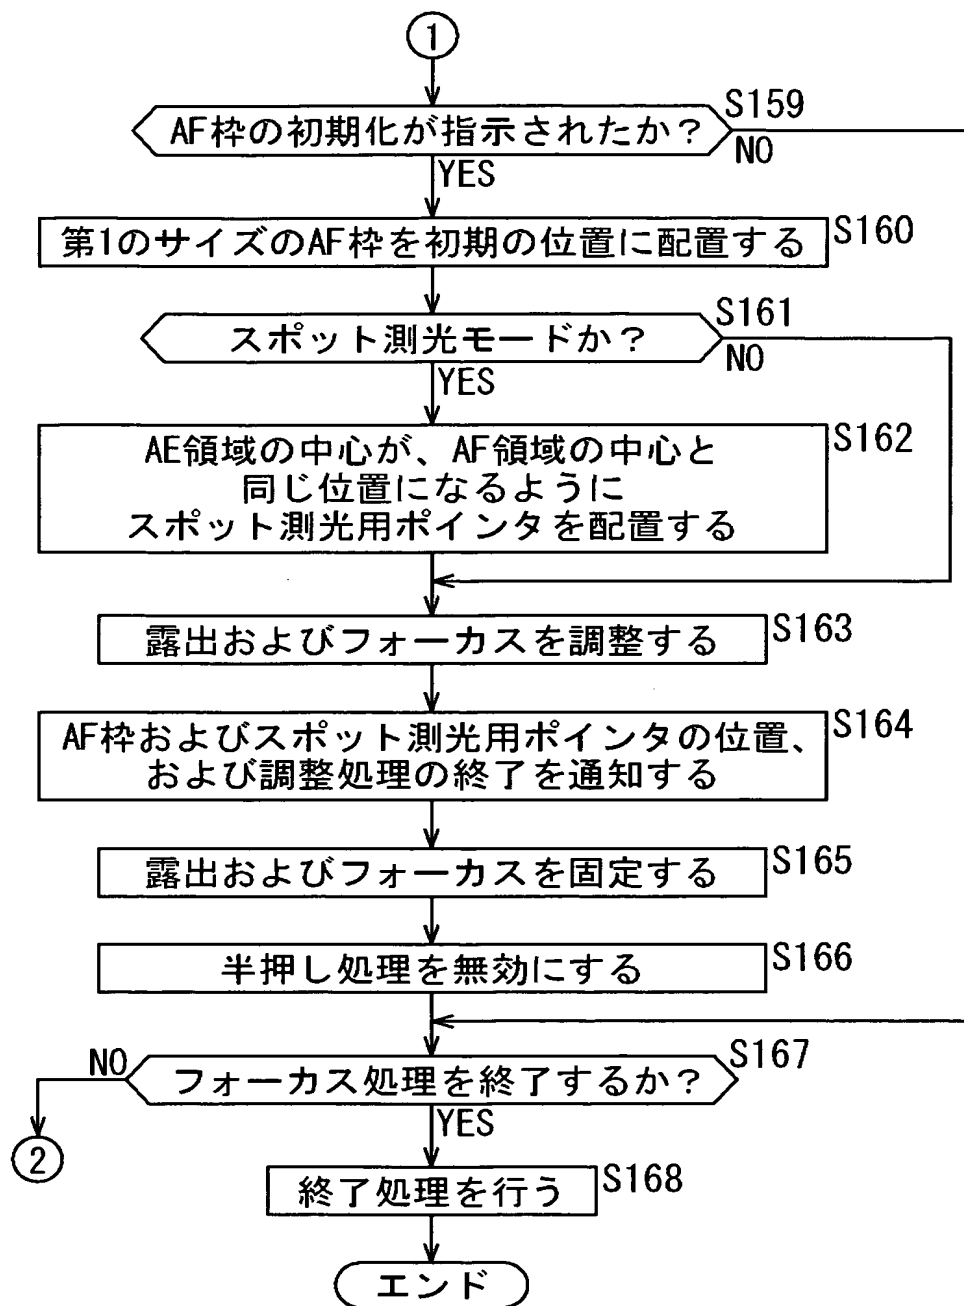 1
AF枠の初期化が指示されたか?
S159
NO
YES
第1のサイズのAF枠を初期の位置に配置する
S160
スポット測光モードか?
S161
NO
YES
AE領域の中心が、AF領域の中心と
同じ位置になるように
スポット測光用ポインタを配置する
S162
露出およびフォーカスを調整する
S163
AF枠およびスポット測光用ポインタの位置、
および調整処理の終了を通知する
S164
露出およびフォーカスを固定する
S165
半押し処理を無効にする
S166
NO
フォーカス処理を終了するか?
S167
YES
2
終了処理を行う
S168
エンド